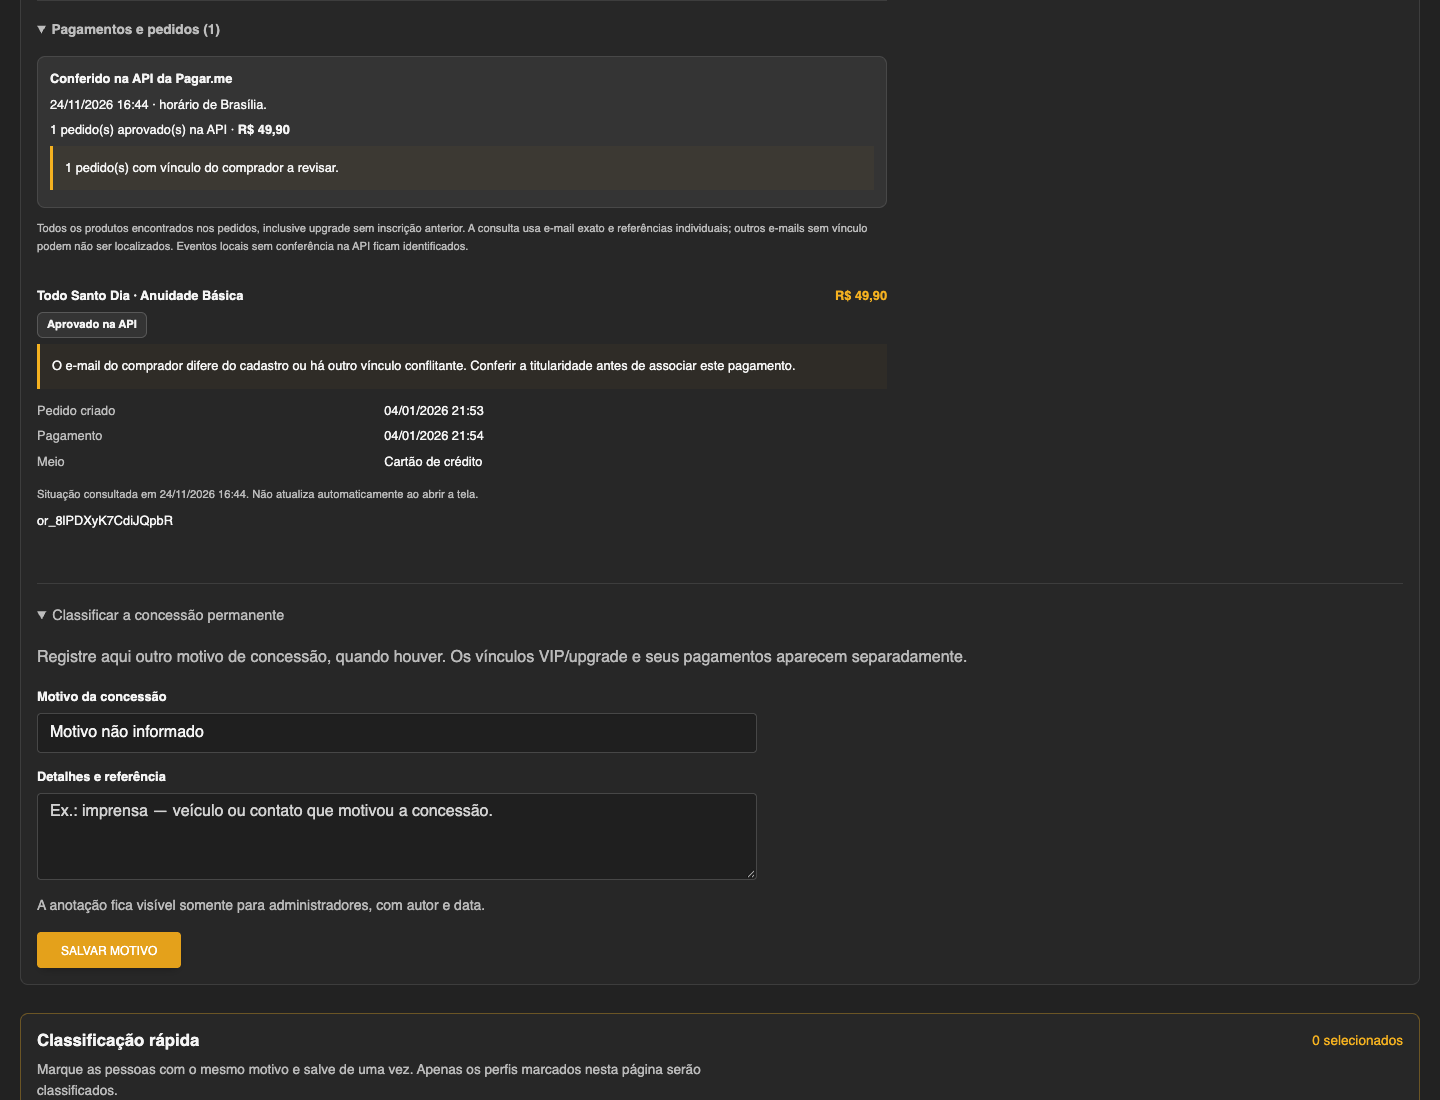 ▼ Pagamentos e pedidos (1)
Conferido na API da Pagar.me
24/11/2026 16:44 · horário de Brasília.
1 pedido(s) aprovado(s) na API · R$ 49,90
1 pedido(s) com vínculo do comprador a revisar.
Todos os produtos encontrados nos pedidos, inclusive upgrade sem inscrição anterior. A consulta usa e-mail exato e referências individuais; outros e-mails sem vínculo
podem não ser localizados. Eventos locais sem conferência na API ficam identificados.
Todo Santo Dia · Anuidade Básica R$ 49,90
Aprovado na API
O e-mail do comprador difere do cadastro ou há outro vínculo conflitante. Conferir a titularidade antes de associar este pagamento.
Pedido criado 04/01/2026 21:53
Pagamento 04/01/2026 21:54
Meio Cartão de crédito
Situação consultada em 24/11/2026 16:44. Não atualiza automaticamente ao abrir a tela.
or_8lPDXyK7CdiJQpbR
▼ Classificar a concessão permanente
Registre aqui outro motivo de concessão, quando houver. Os vínculos VIP/upgrade e seus pagamentos aparecem separadamente.
Motivo da concessão
Motivo não informado
Detalhes e referência
Ex.: imprensa — veículo ou contato que motivou a concessão.
A anotação fica visível somente para administradores, com autor e data.
SALVAR MOTIVO
Classificação rápida 0 selecionados
Marque as pessoas com o mesmo motivo e salve de uma vez. Apenas os perfis marcados nesta página serão
classificados.